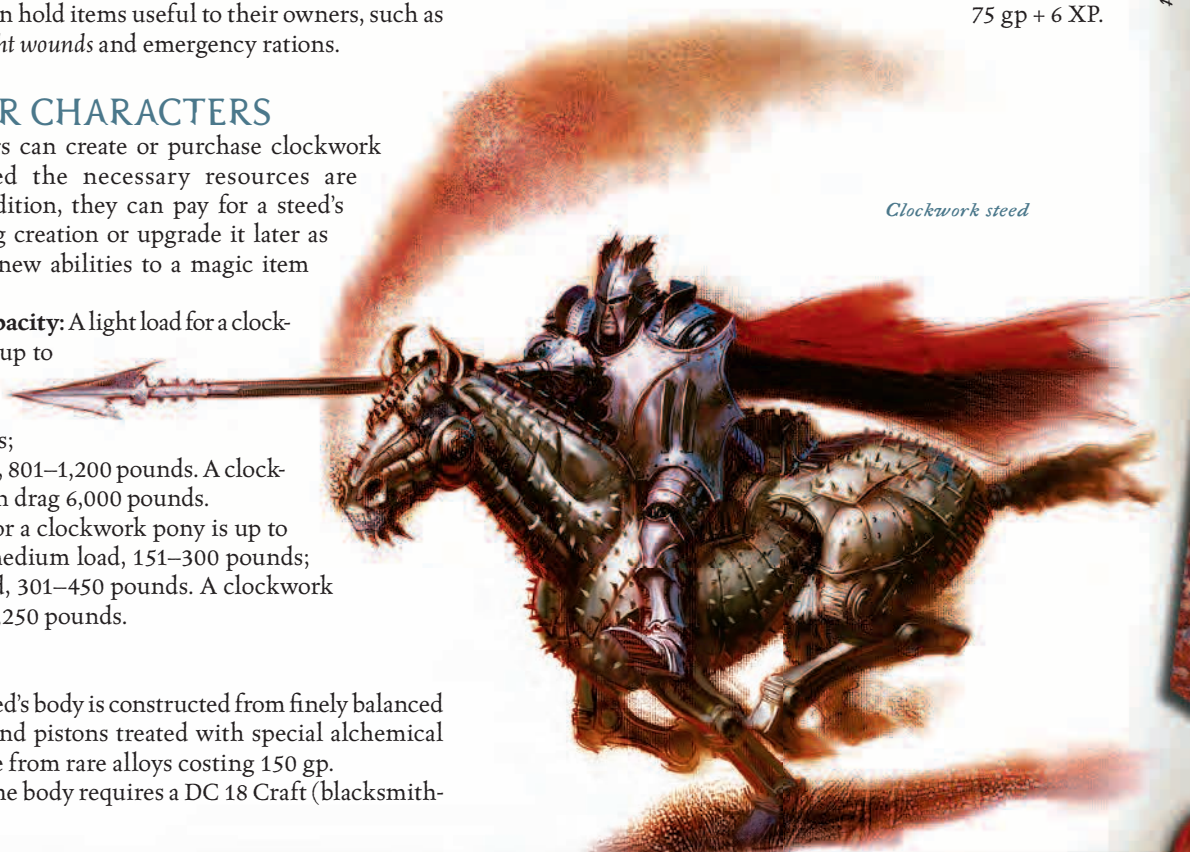 n hold items useful to their owners, such as
ht wounds and emergency rations.
R CHARACTERS
rs can create or purchase clockwork
ed the necessary resources are
dition, they can pay for a steed's
g creation or upgrade it later as
new abilities to a magic item
pacity: A light load for a clock-
up to
s;
, 801–1,200 pounds. A clock-
n drag 6,000 pounds.
or a clockwork pony is up to
medium load, 151–300 pounds;
d, 301–450 pounds. A clockwork
,250 pounds.
ed's body is constructed from finely balanced
nd pistons treated with special alchemical
e from rare alloys costing 150 gp.
he body requires a DC 18 Craft (blacksmith-
75 gp + 6 XP.
Clockwork steed